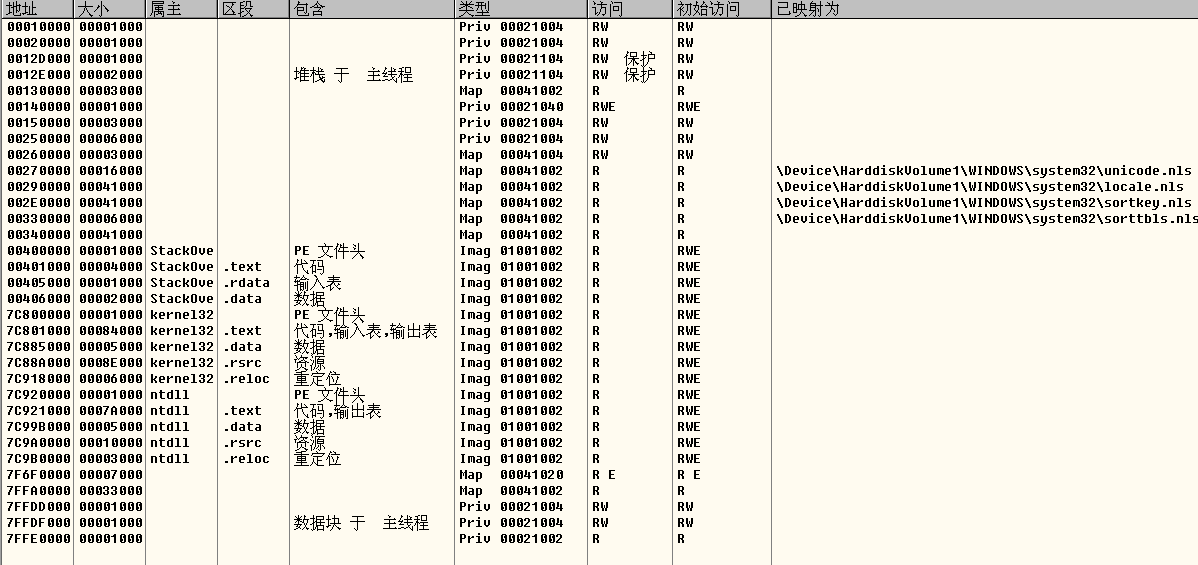 地址 大小 属主 区段 包含 类型 访问 初始访问 已映射为
00010000 00001000 Priv 00021004 RW RW
00020000 00001000 Priv 00021004 RW RW
0012D000 00001000 Priv 00021104 RW 保护 RW
0012E000 00002000 堆栈 于 主线程 Priv 00021104 RW 保护 RW
00130000 00003000 Map 00041002 R R
00140000 00001000 Priv 00021040 RWE RWE
00150000 00003000 Priv 00021004 RW RW
00250000 00006000 Priv 00021004 RW RW
00260000 00003000 Map 00041004 RW RW
00270000 00016000 Map 00041002 R R \Device\HarddiskVolume1\WINDOWS\system32\unicode.nls
00290000 00041000 Map 00041002 R R \Device\HarddiskVolume1\WINDOWS\system32\locale.nls
002E0000 00041000 Map 00041002 R R \Device\HarddiskVolume1\WINDOWS\system32\sortkey.nls
00330000 00006000 Map 00041002 R R \Device\HarddiskVolume1\WINDOWS\system32\sorttbls.nls
00340000 00041000 Map 00041002 R R
00400000 00001000 StackOve PE 文件头 Imag 01001002 R RWE
00401000 00004000 StackOve .text 代码 Imag 01001002 R RWE
00405000 00001000 StackOve .rdata 输入表 Imag 01001002 R RWE
00406000 00002000 StackOve .data 数据 Imag 01001002 R RWE
7C800000 00001000 kernel32 PE 文件头 Imag 01001002 R RWE
7C801000 00084000 kernel32 .text 代码,输入表,输出表 Imag 01001002 R RWE
7C885000 00005000 kernel32 .data 数据 Imag 01001002 R RWE
7C88A000 0008E000 kernel32 .rsrc 资源 Imag 01001002 R RWE
7C918000 00006000 kernel32 .reloc 重定位 Imag 01001002 R RWE
7C920000 00001000 ntdll PE 文件头 Imag 01001002 R RWE
7C921000 0007A000 ntdll .text 代码,输出表 Imag 01001002 R RWE
7C99B000 00005000 ntdll .data 数据 Imag 01001002 R RWE
7C9A0000 00010000 ntdll .rsrc 资源 Imag 01001002 R RWE
7C9B0000 00003000 ntdll .reloc 重定位 Imag 01001002 R RWE
7F6F0000 00007000 Map 00041020 R E R E
7FFA0000 00033000 Map 00041002 R R
7FFDD000 00001000 Priv 00021004 RW RW
7FFDF000 00001000 数据块 于 主线程 Priv 00021004 RW RW
7FFE0000 00001000 Priv 00021002 R R